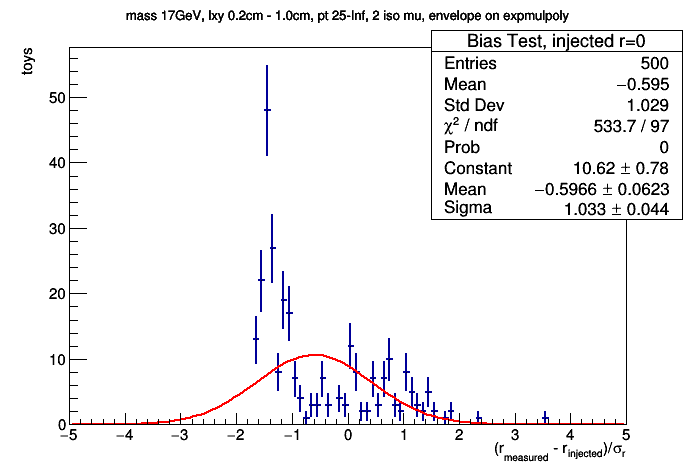 mass 17GeV, lxy 0.2cm - 1.0cm, pt 25-Inf, 2 iso mu, envelope on expmulpoly
Bias Test, injected r=0
Entries 500
Mean −0.595
Std Dev 1.029
χ² / ndf 533.7 / 97
Prob 0
Constant 10.62 ± 0.78
Mean −0.5966 ± 0.0623
Sigma 1.033 ± 0.044
toys
50
40
30
20
10
0
−5 −4 −3 −2 −1 0 1 2 3 4 5
(r_measured - r_injected)/σ_r